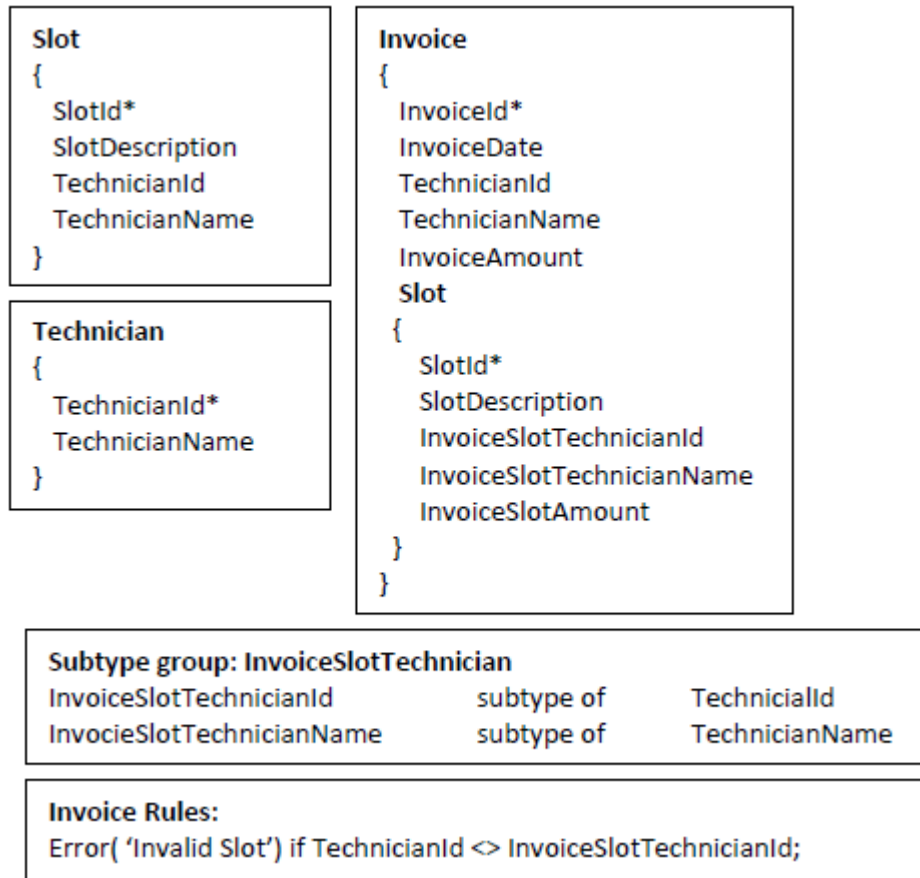 Slot
{
SlotId*
SlotDescription
TechnicianId
TechnicianName
}
Technician
{
TechnicianId*
TechnicianName
}
Invoice
{
InvoiceId*
InvoiceDate
TechnicianId
TechnicianName
InvoiceAmount
Slot
{
SlotId*
SlotDescription
InvoiceSlotTechnicianId
InvoiceSlotTechnicianName
InvoiceSlotAmount
}
}
Subtype group: InvoiceSlotTechnician
InvoiceSlotTechnicianId subtype of TechnicialId
InvocieSlotTechnicianName subtype of TechnicianName
Invoice Rules:
Error( ‘Invalid Slot’) if TechnicianId <> InvoiceSlotTechnicianId;